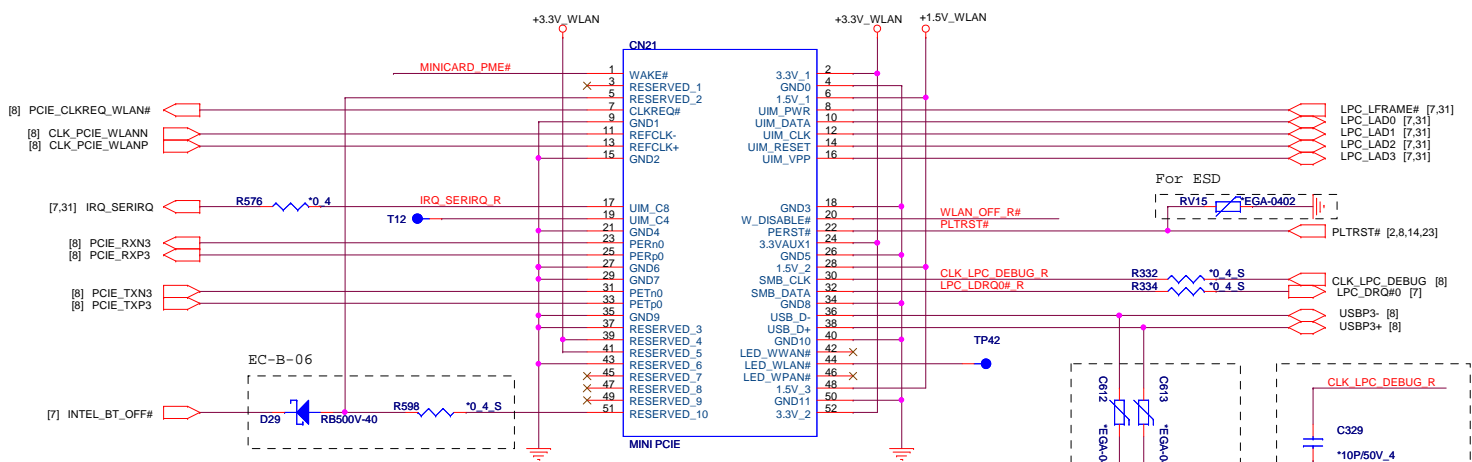 +3.3V_WLAN +3.3V_WLAN +1.5V_WLAN
CN21
MINICARD_PME# 1 WAKE# 3.3V_1 2
3 RESERVED_1 GND0 4
5 RESERVED_2 1.5V_1 6
[8] PCIE_CLKREQ_WLAN# 7 CLKREQ# UIM_PWR 8 LPC_LFRAME# [7,31]
9 GND1 UIM_DATA 10 LPC_LAD0 [7,31]
[8] CLK_PCIE_WLANN 11 REFCLK- UIM_CLK 12 LPC_LAD1 [7,31]
[8] CLK_PCIE_WLANP 13 REFCLK+ UIM_RESET 14 LPC_LAD2 [7,31]
15 GND2 UIM_VPP 16 LPC_LAD3 [7,31]
For ESD
RV15 *EGA-0402
[7,31] IRQ_SERIRQ R576 *0_4 IRQ_SERIRQ_R 17 UIM_C8 GND3 18
T12 19 UIM_C4 W_DISABLE# 20 WLAN_OFF_R#
21 GND4 PERST# 22 PLTRST# PLTRST# [2,8,14,23]
[8] PCIE_RXN3 23 PERn0 3.3VAUX1 24
[8] PCIE_RXP3 25 PERp0 GND5 26
27 GND6 1.5V_2 28
29 GND7 SMB_CLK 30 CLK_LPC_DEBUG_R R332 *0_4_S CLK_LPC_DEBUG [8]
[8] PCIE_TXN3 31 PETn0 SMB_DATA 32 LPC_LDRQ0#_R R334 *0_4_S LPC_DRQ#0 [7]
[8] PCIE_TXP3 33 PETp0 GND8 34
35 GND9 USB_D- 36 USBP3- [8]
37 RESERVED_3 USB_D+ 38 USBP3+ [8]
39 RESERVED_4 GND10 40
41 RESERVED_5 LED_WWAN# 42 TP42
EC-B-06
43 RESERVED_6 LED_WLAN# 44
45 RESERVED_7 LED_WPAN# 46
47 RESERVED_8 1.5V_3 48
49 RESERVED_9 GND11 50
[7] INTEL_BT_OFF# D29 RB500V-40 R598 *0_4_S 51 RESERVED_10 3.3V_2 52
MINI PCIE
C612 C613
*EGA-0 *EGA-0
CLK_LPC_DEBUG_R
C329
*10P/50V_4